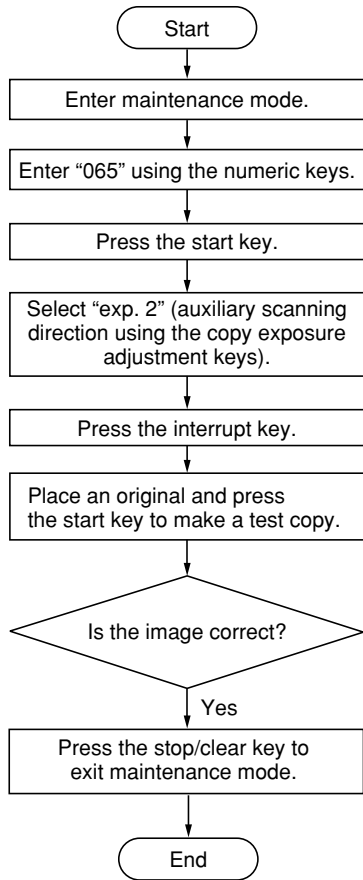 Start
Enter maintenance mode.
Enter “065” using the numeric keys.
Press the start key.
Select “exp. 2” (auxiliary scanning
direction using the copy exposure
adjustment keys).
Press the interrupt key.
Place an original and press
the start key to make a test copy.
Is the image correct?
Yes
Press the stop/clear key to
exit maintenance mode.
End